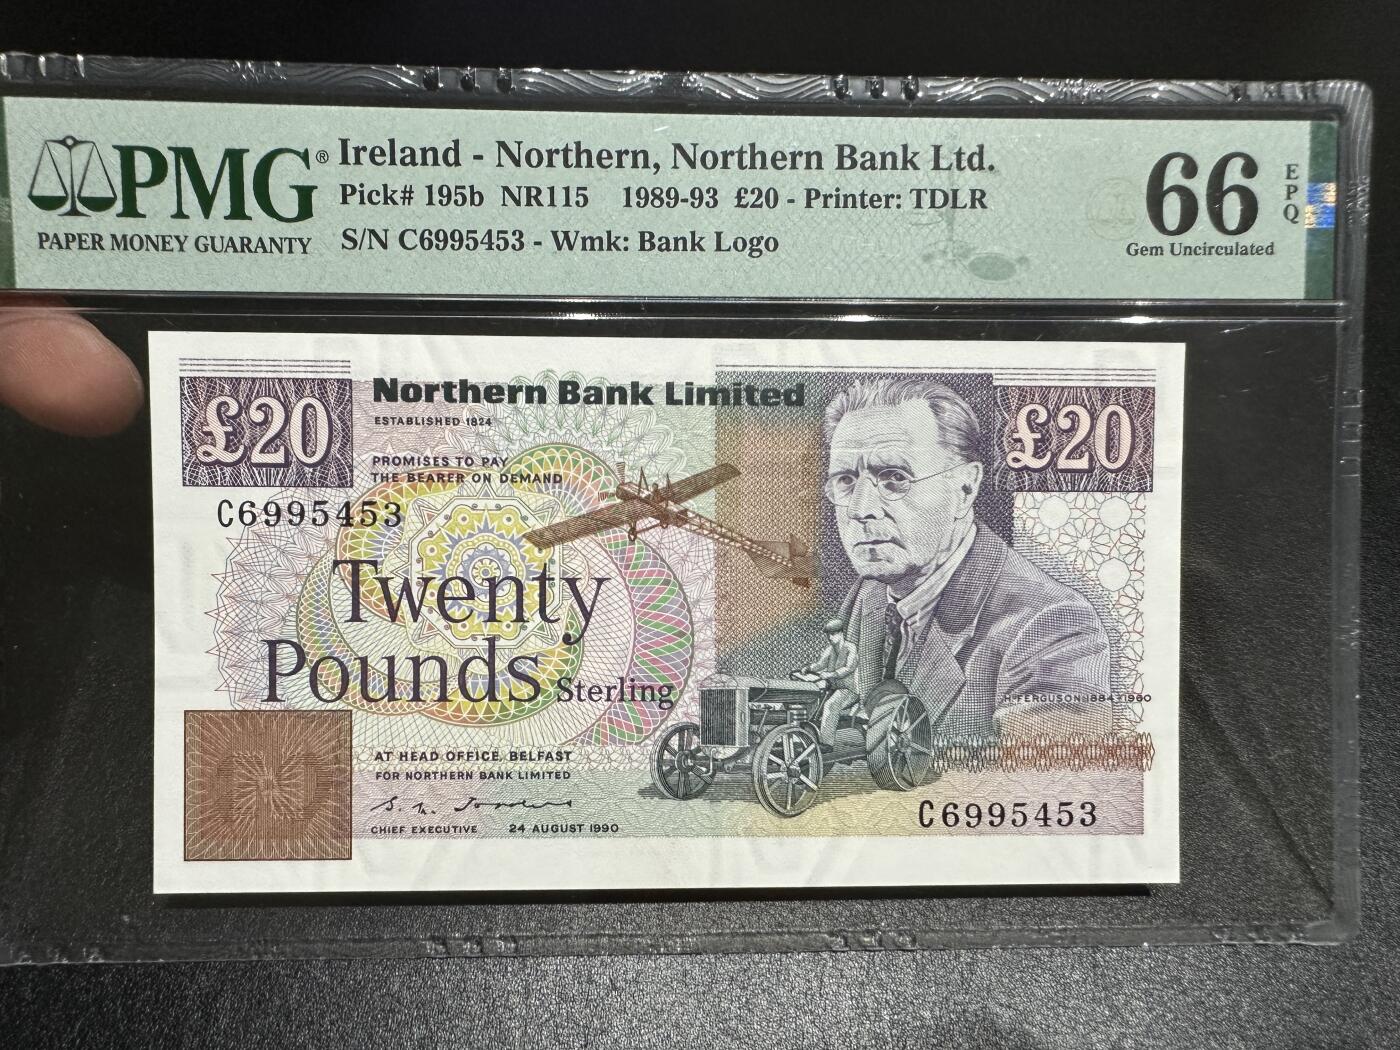 PMG®
PAPER MONEY GUARANTY
Ireland - Northern, Northern Bank Ltd.
Pick# 195b NR115 1989-93 £20 - Printer: TDLR
S/N C6995453 - Wmk: Bank Logo
66
EPQ
Gem Uncirculated
£20
Northern Bank Limited
£20
ESTABLISHED 1824
PROMISES TO PAY
THE BEARER ON DEMAND
C6995453
Twenty
Pounds Sterling
H·FERGUSON·1884-1960
AT HEAD OFFICE, BELFAST
FOR NORTHERN BANK LIMITED
CHIEF EXECUTIVE 24 AUGUST 1990
C6995453